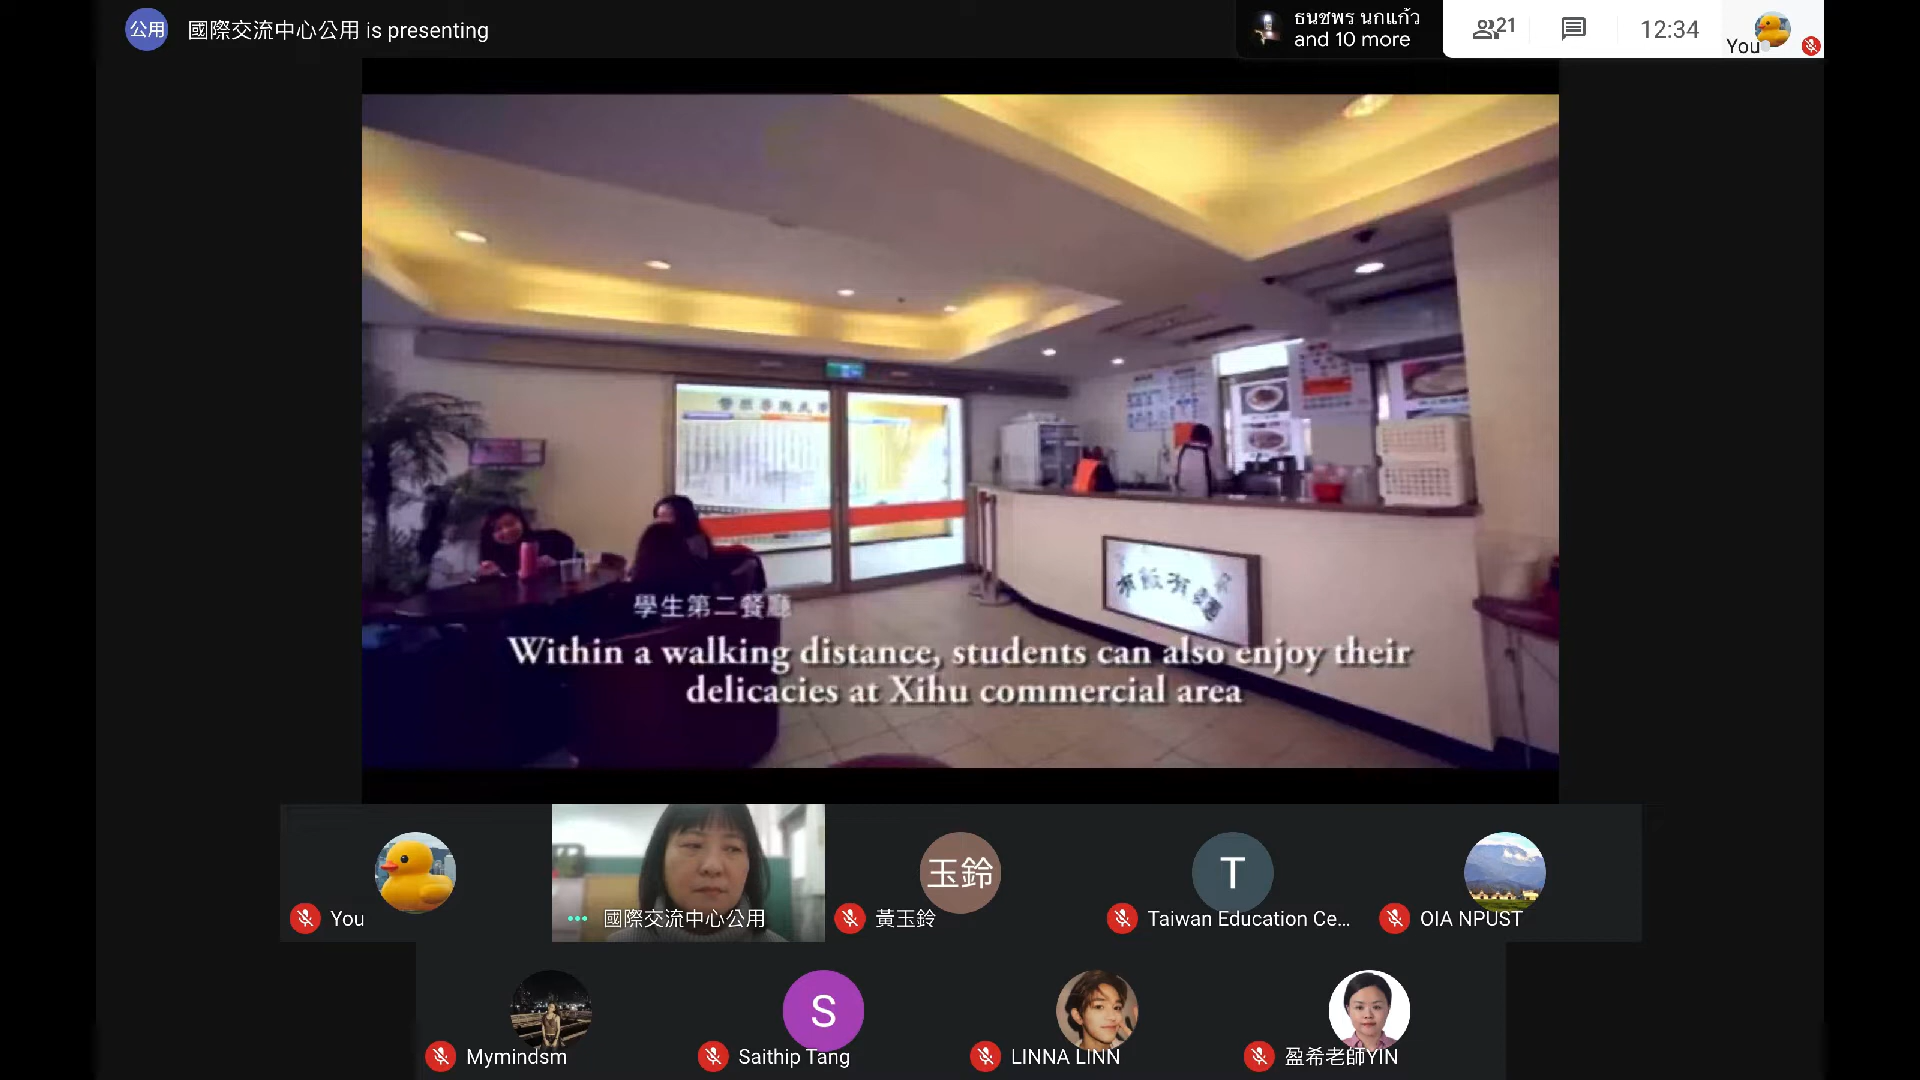 公用
國際交流中心公用 is presenting
ธนชพร นกแก้ว
and 10 more
21
12:34
You
學生第二餐廳
Within a walking distance, students can also enjoy their
delicacies at Xihu commercial area
You
國際交流中心公用
玉鈴
黃玉鈴
T
Taiwan Education Ce...
OIA NPUST
Mymindsm
S
Saithip Tang
LINNA LINN
盈希老師YIN